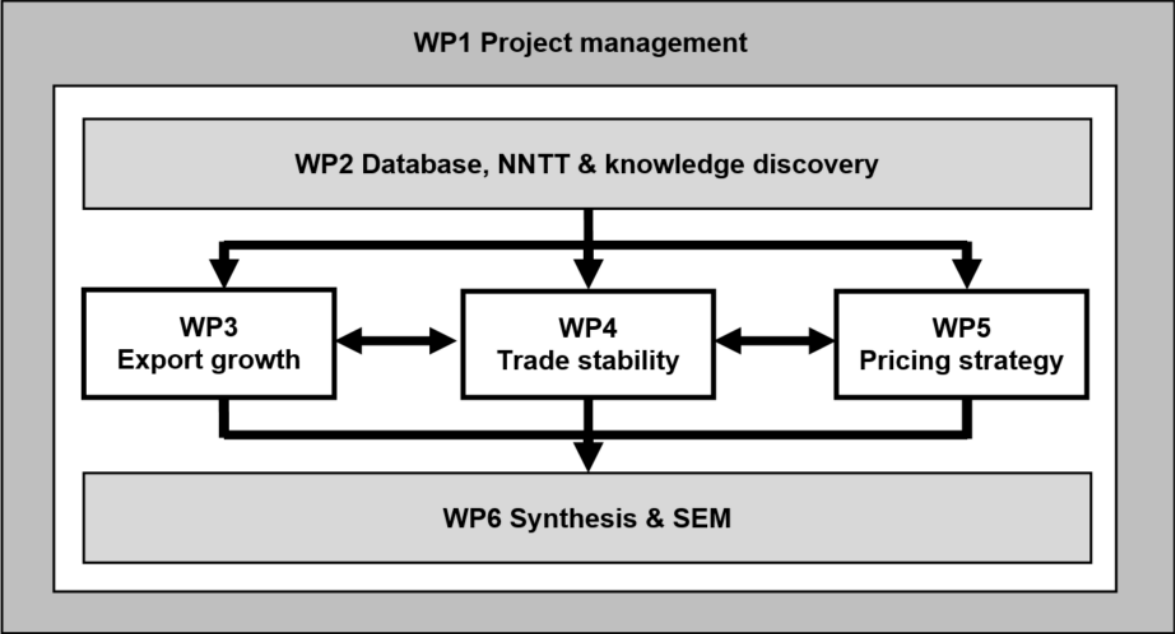 WP1 Project management
WP2 Database, NNTT & knowledge discovery
WP3
Export growth
WP4
Trade stability
WP5
Pricing strategy
WP6 Synthesis & SEM